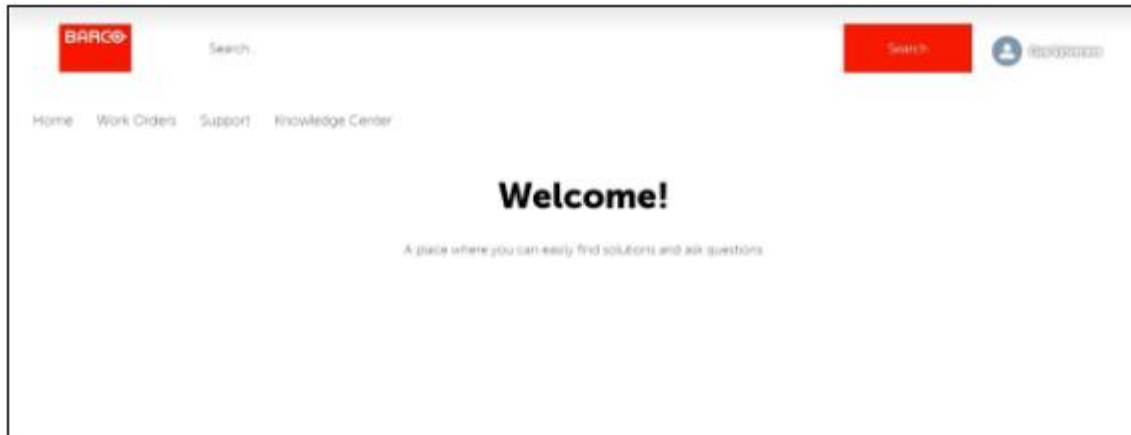 BARCO
Search...
Search
Home Work Orders Support Knowledge Center
Welcome!
A place where you can easily find solutions and ask questions